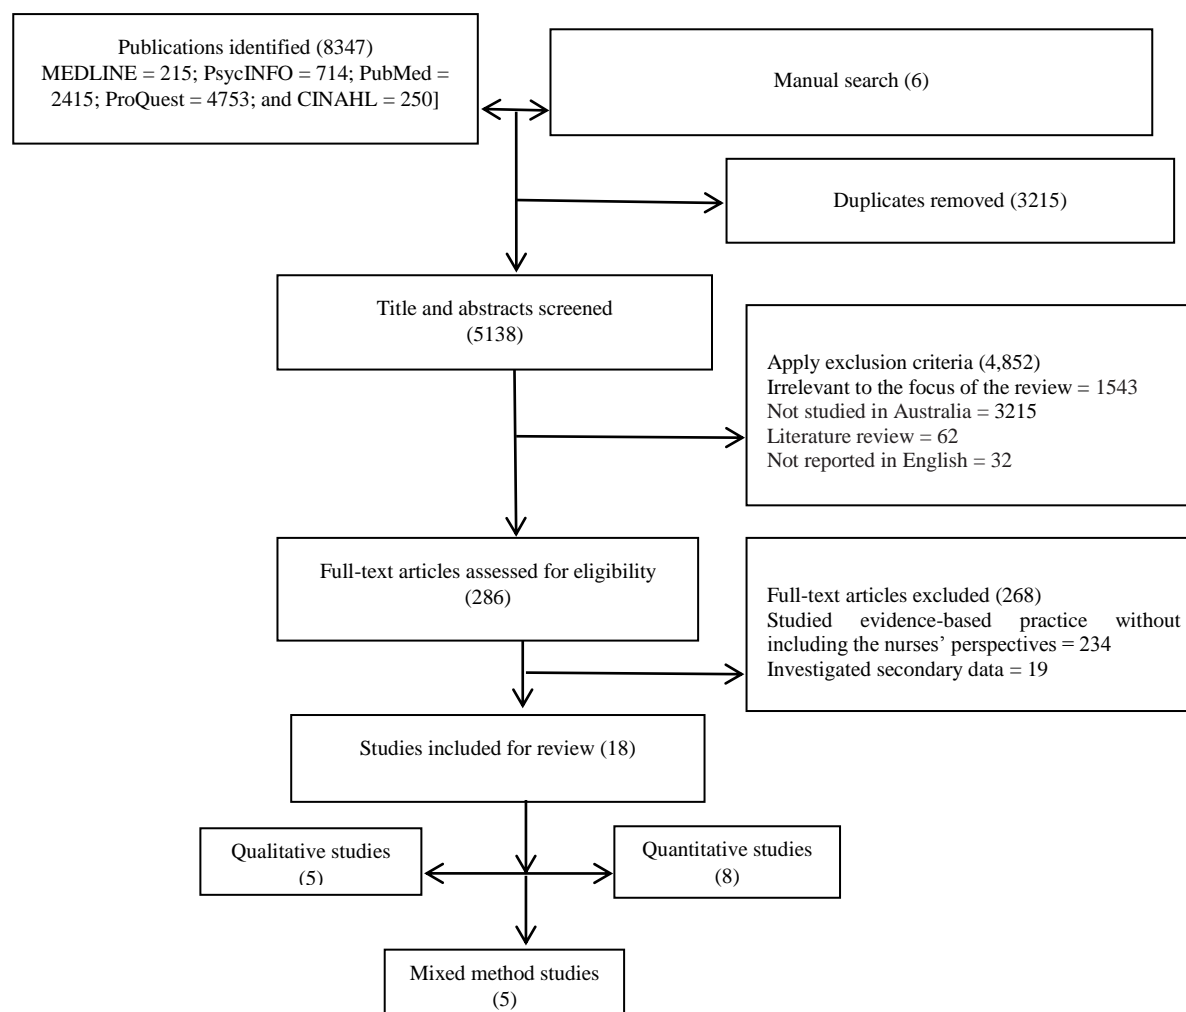 Publications identified (8347)
MEDLINE = 215; PsycINFO = 714; PubMed =
2415; ProQuest = 4753; and CINAHL = 250]
Manual search (6)
Duplicates removed (3215)
Title and abstracts screened
(5138)
Apply exclusion criteria (4,852)
Irrelevant to the focus of the review = 1543
Not studied in Australia = 3215
Literature review = 62
Not reported in English = 32
Full-text articles assessed for eligibility
(286)
Full-text articles excluded (268)
Studied evidence-based practice without
including the nurses’ perspectives = 234
Investigated secondary data = 19
Studies included for review (18)
Qualitative studies
(5)
Quantitative studies
(8)
Mixed method studies
(5)